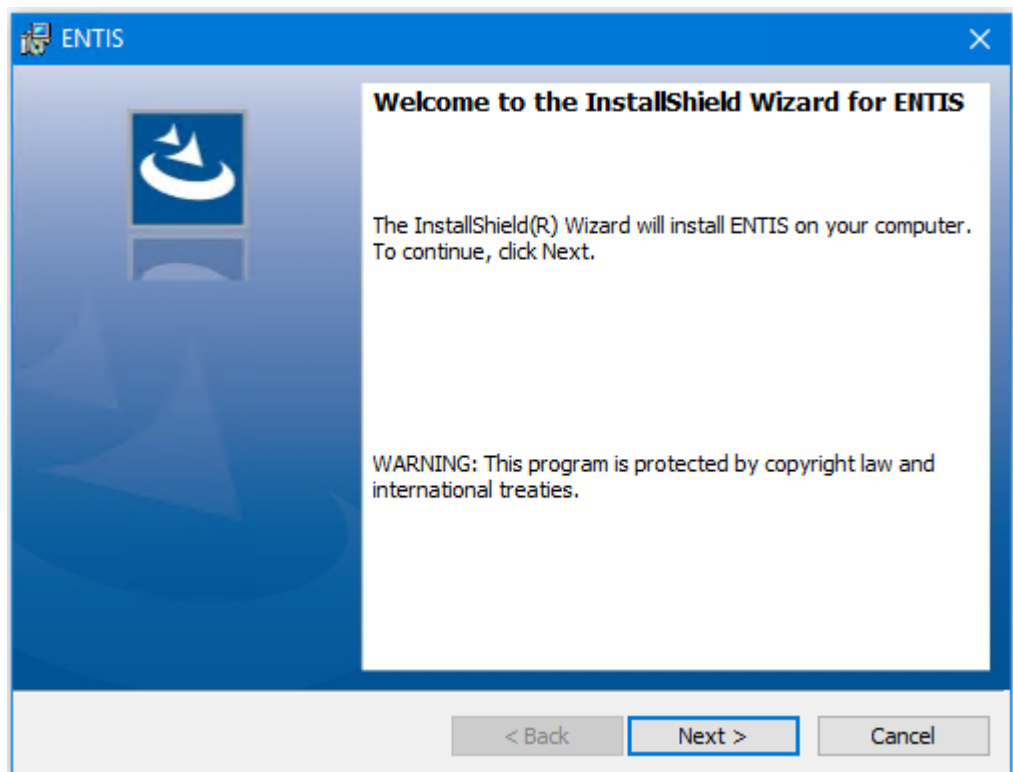 ENTIS
Welcome to the InstallShield Wizard for ENTIS
The InstallShield(R) Wizard will install ENTIS on your computer.
To continue, click Next.
WARNING: This program is protected by copyright law and
international treaties.
< Back
Next >
Cancel